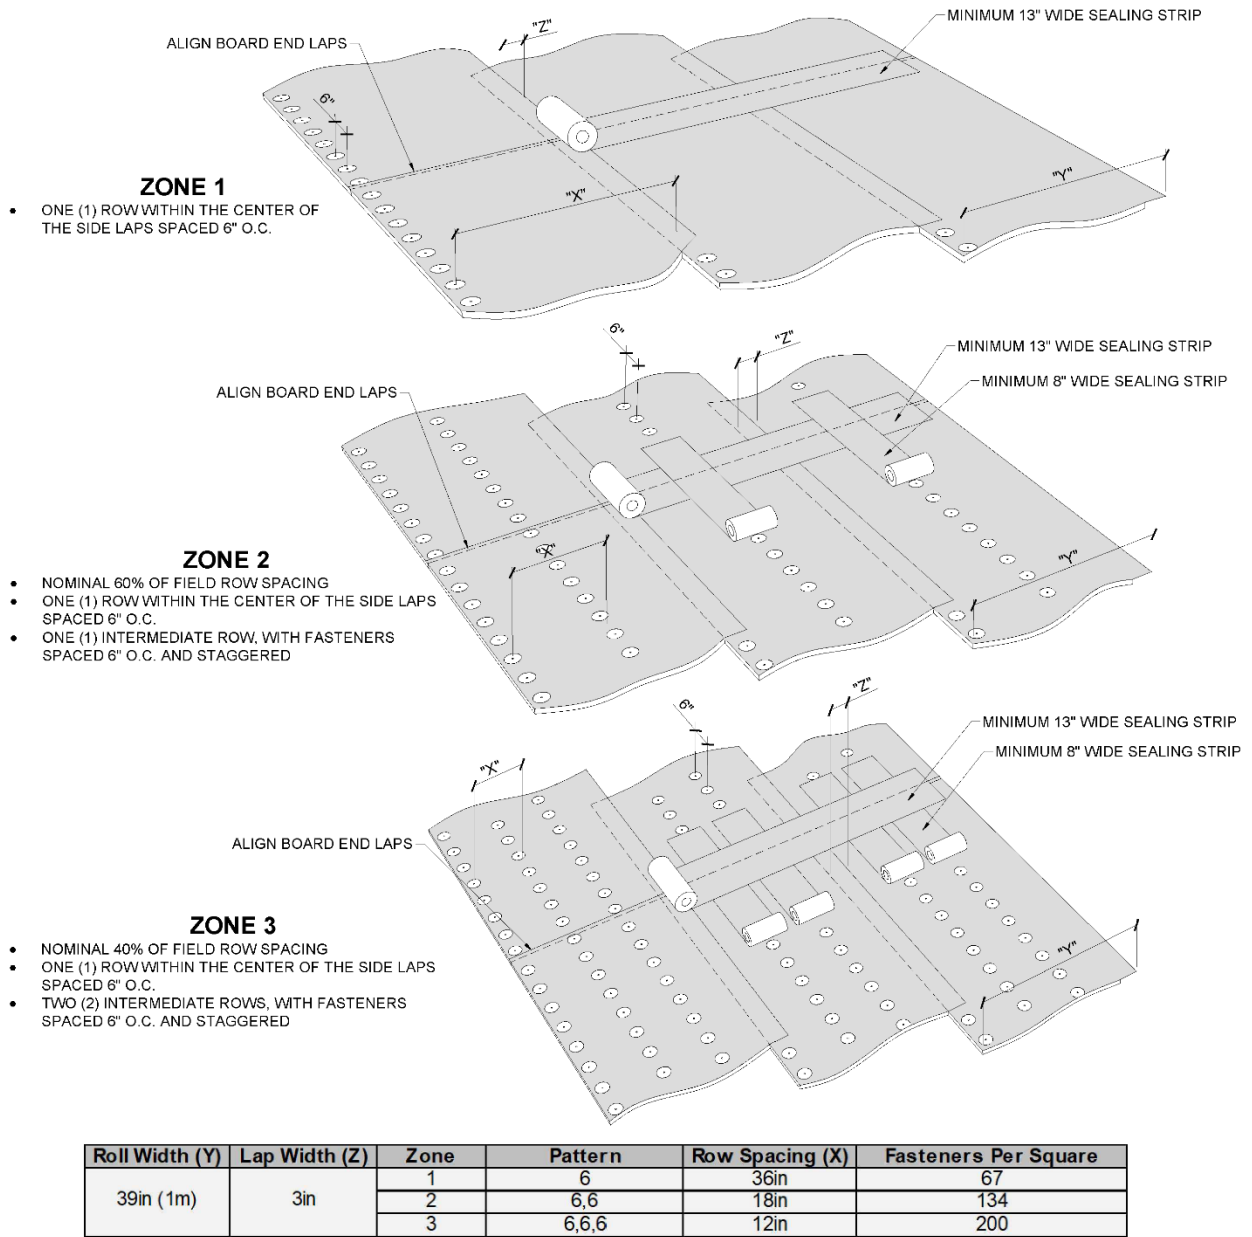 "Z"
MINIMUM 13" WIDE SEALING STRIP
ALIGN BOARD END LAPS
6"
ZONE 1
• ONE (1) ROW WITHIN THE CENTER OF
THE SIDE LAPS SPACED 6" O.C.
"X"
"Y"
6"
"Z"
MINIMUM 13" WIDE SEALING STRIP
MINIMUM 8" WIDE SEALING STRIP
ALIGN BOARD END LAPS
"X"
"Y"
ZONE 2
• NOMINAL 60% OF FIELD ROW SPACING
• ONE (1) ROW WITHIN THE CENTER OF THE SIDE LAPS
SPACED 6" O.C.
• ONE (1) INTERMEDIATE ROW, WITH FASTENERS
SPACED 6" O.C. AND STAGGERED
"Z"
6"
MINIMUM 13" WIDE SEALING STRIP
MINIMUM 8" WIDE SEALING STRIP
"X"
ALIGN BOARD END LAPS
"Y"
ZONE 3
• NOMINAL 40% OF FIELD ROW SPACING
• ONE (1) ROW WITHIN THE CENTER OF THE SIDE LAPS
SPACED 6" O.C.
• TWO (2) INTERMEDIATE ROWS, WITH FASTENERS
SPACED 6" O.C. AND STAGGERED
Roll Width (Y) Lap Width (Z) Zone Pattern Row Spacing (X) Fasteners Per Square
1 6 36in 67
39in (1m) 3in 2 6,6 18in 134
3 6,6,6 12in 200